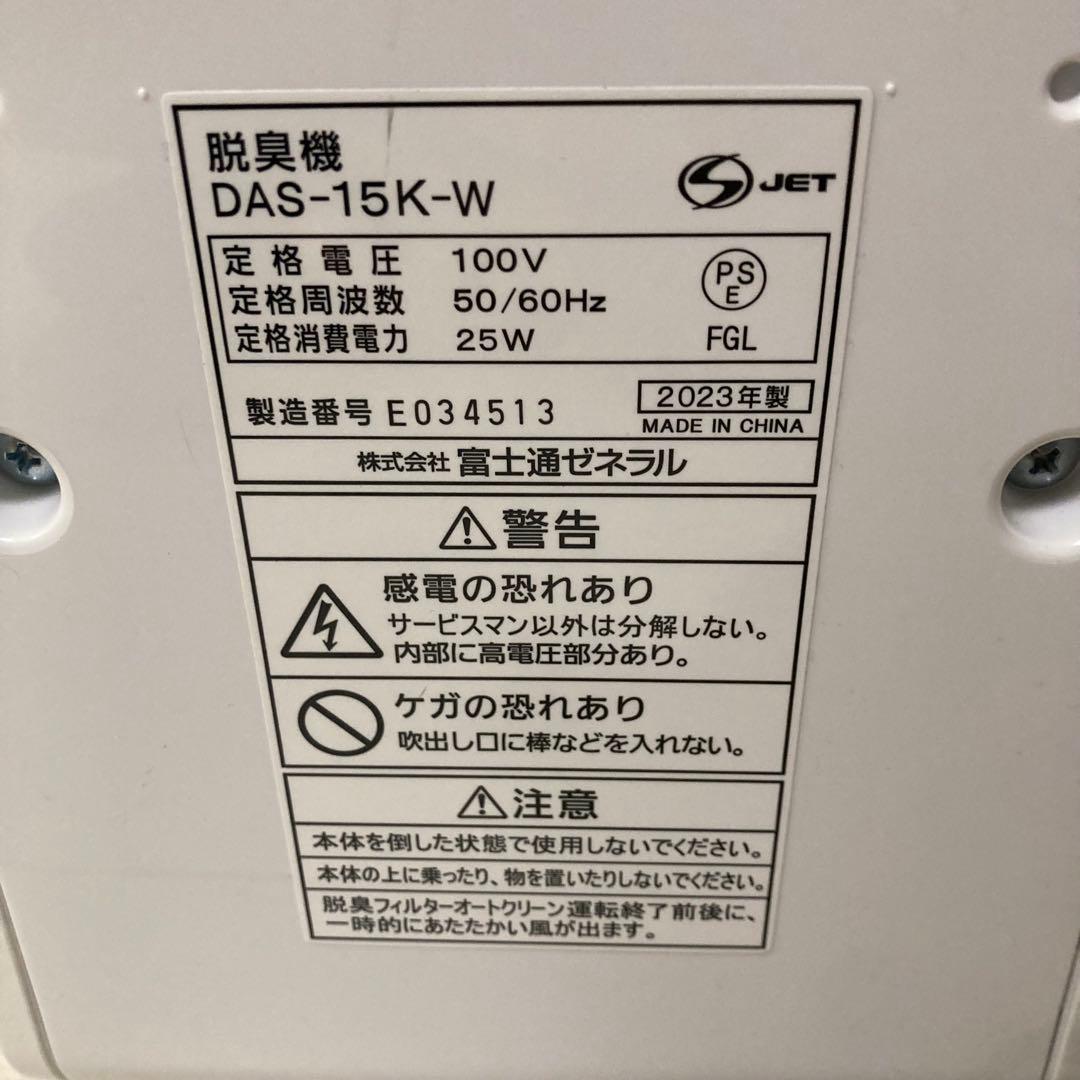 脱臭機
DAS-15K-W
S JET
定格電圧 100V
定格周波数 50/60Hz
定格消費電力 25W
PS
E
FGL
製造番号 E034513
2023年製
MADE IN CHINA
株式会社 富士通ゼネラル
警告
感電の恐れあり
サービスマン以外は分解しない。
内部に高電圧部分あり。
ケガの恐れあり
吹出し口に棒などを入れない。
注意
本体を倒した状態で使用しないでください。
本体の上に乗ったり、物を置いたりしないでください。
脱臭フィルターオートクリーン運転終了前後に、
一時的にあたたかい風が出ます。